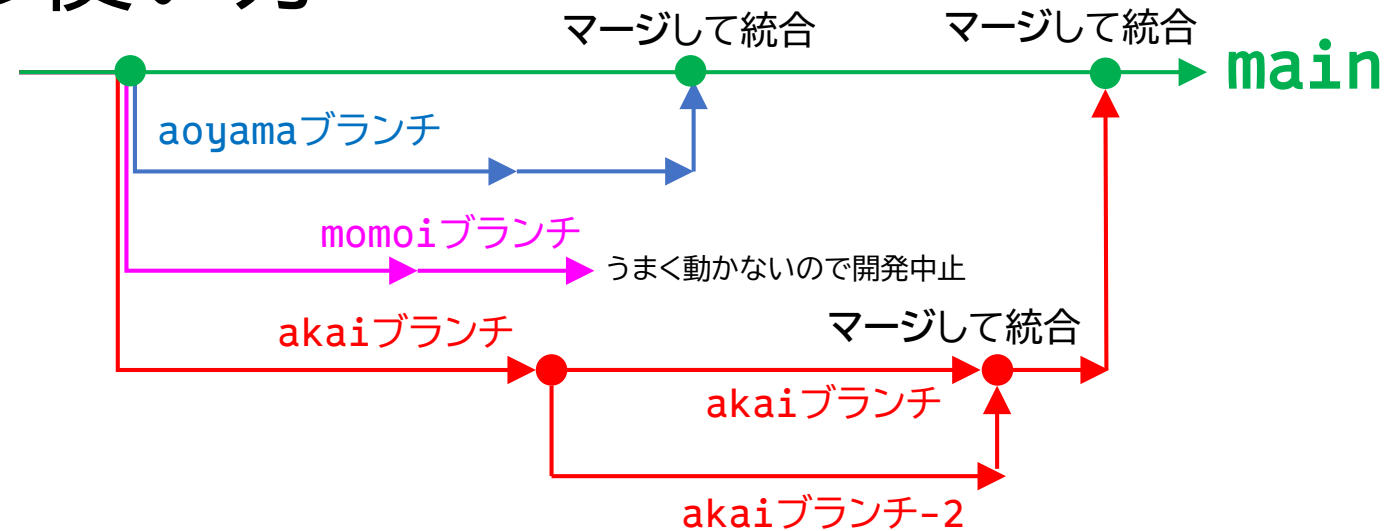 使い方
マージして統合
マージして統合
main
aoyamaブランチ
momoiブランチ
うまく動かないので開発中止
akaiブランチ
マージして統合
akaiブランチ
akaiブランチ-2